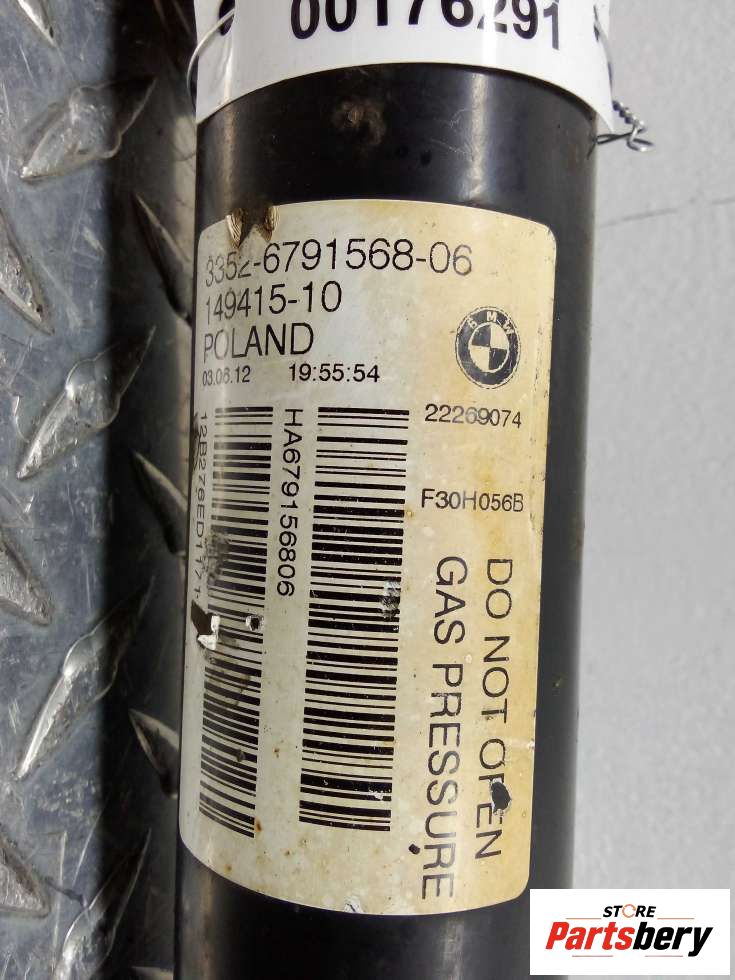 00176291
3352-6791568-06
149415-10
POLAND
03.06.12 19:55:54
BMW
22269074
F30H056B
HA679156806
DO NOT OPEN
GAS PRESSURE
STORE
Partsbery